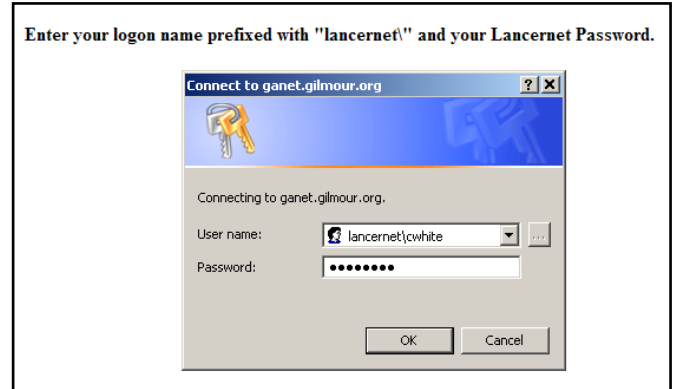 Enter your logon name prefixed with "lancernet\" and your Lancernet Password.
Connect to ganet.gilmour.org
Connecting to ganet.gilmour.org.
User name: lancernet\cwhite ...
Password: ●●●●●●●●
OK Cancel